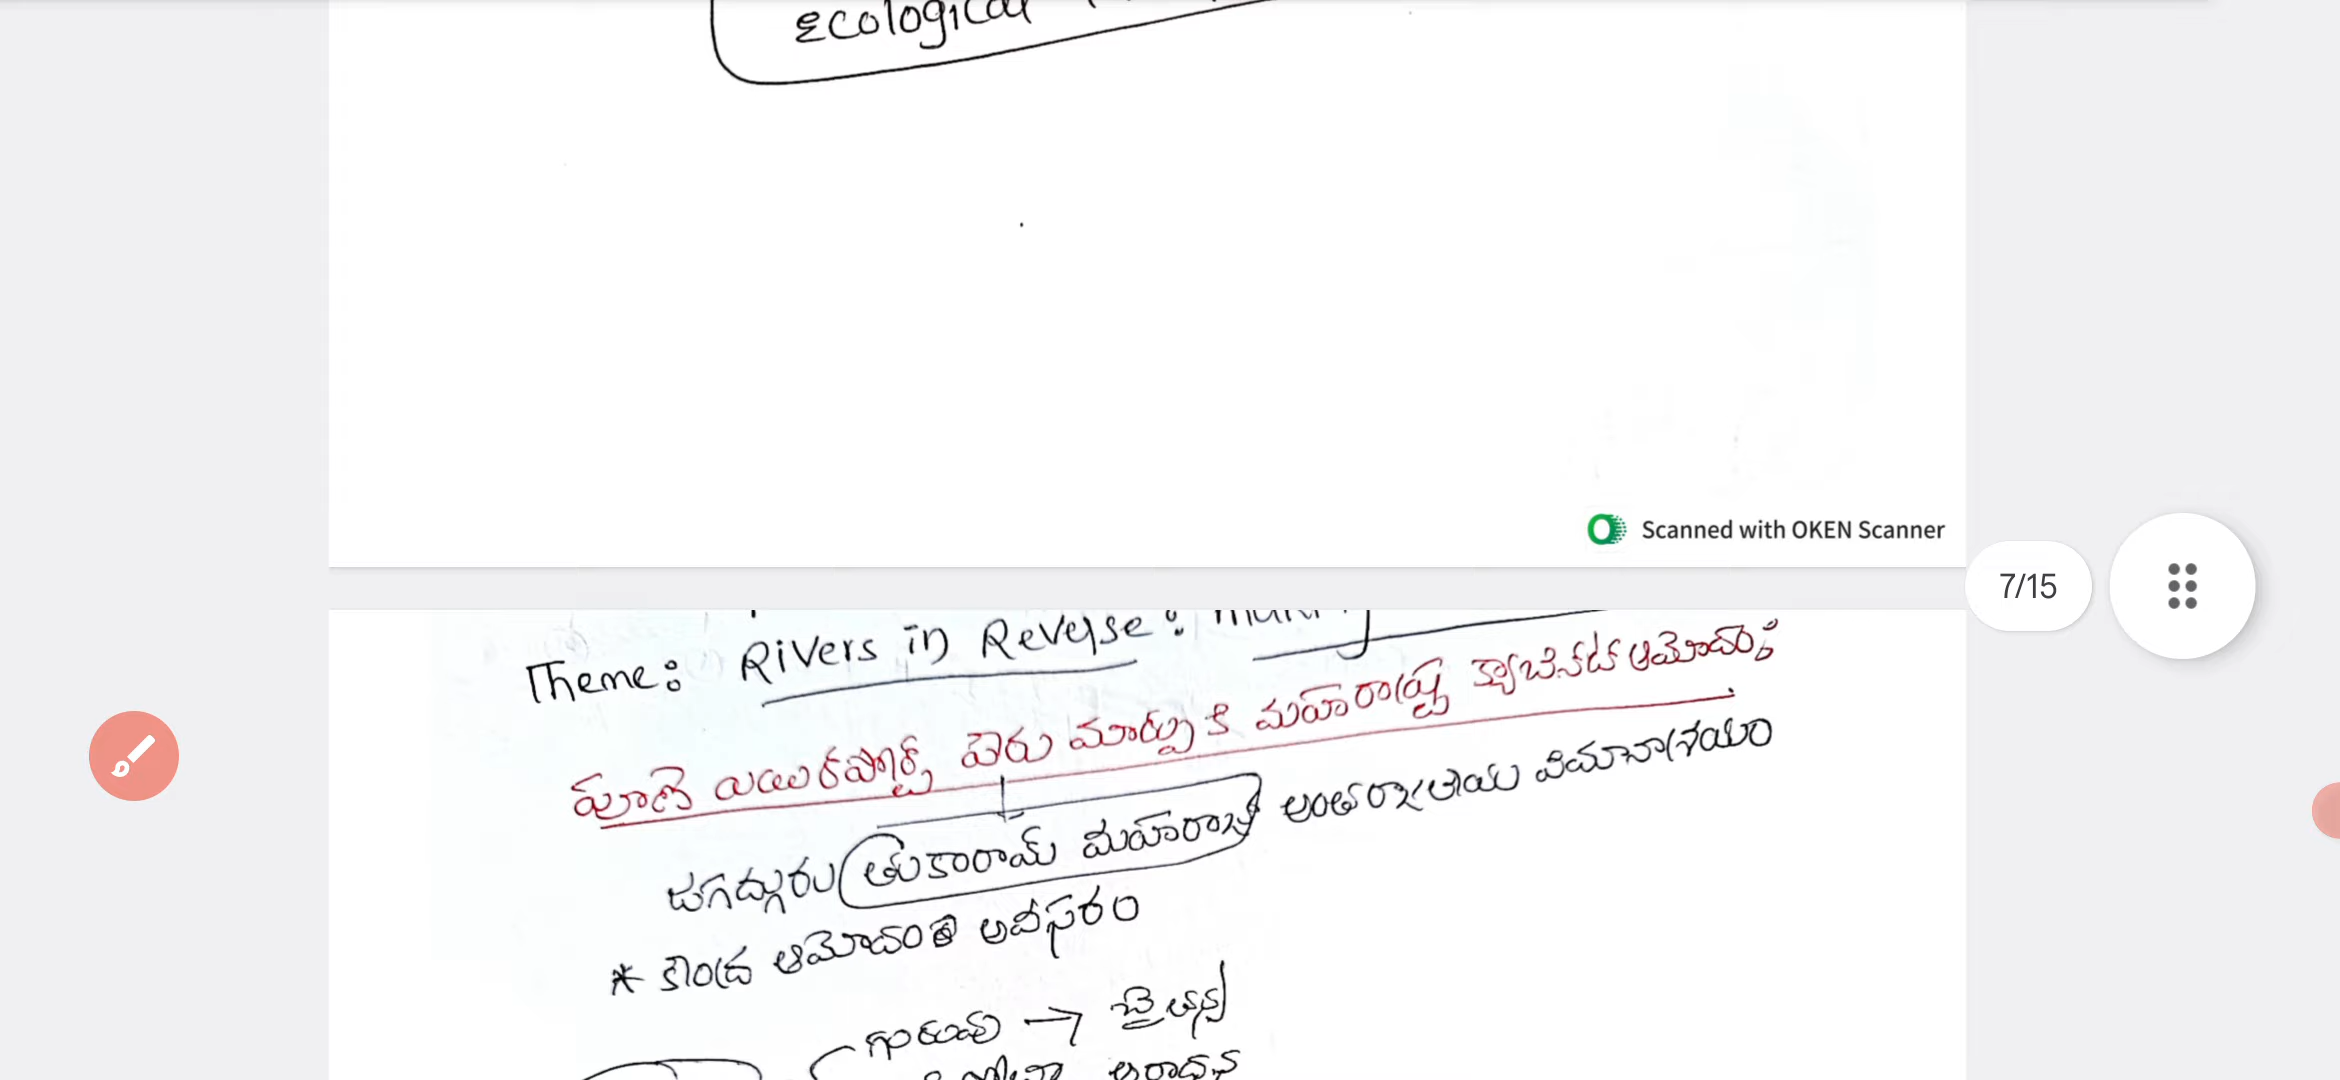 Ecological
Scanned with OKEN Scanner
7/15
Theme: Rivers in Reverse:
పూణె ఎయిర్‌పోర్ట్ పేరు మార్పుకి మహారాష్ట్ర క్యాబినెట్ ఆమోదం
జగద్గురు తుకారామ్ మహారాజ్ అంతర్జాతీయ విమానాశ్రయం
* కేంద్ర ఆమోదం అవసరం
గురువు → చైతన్య